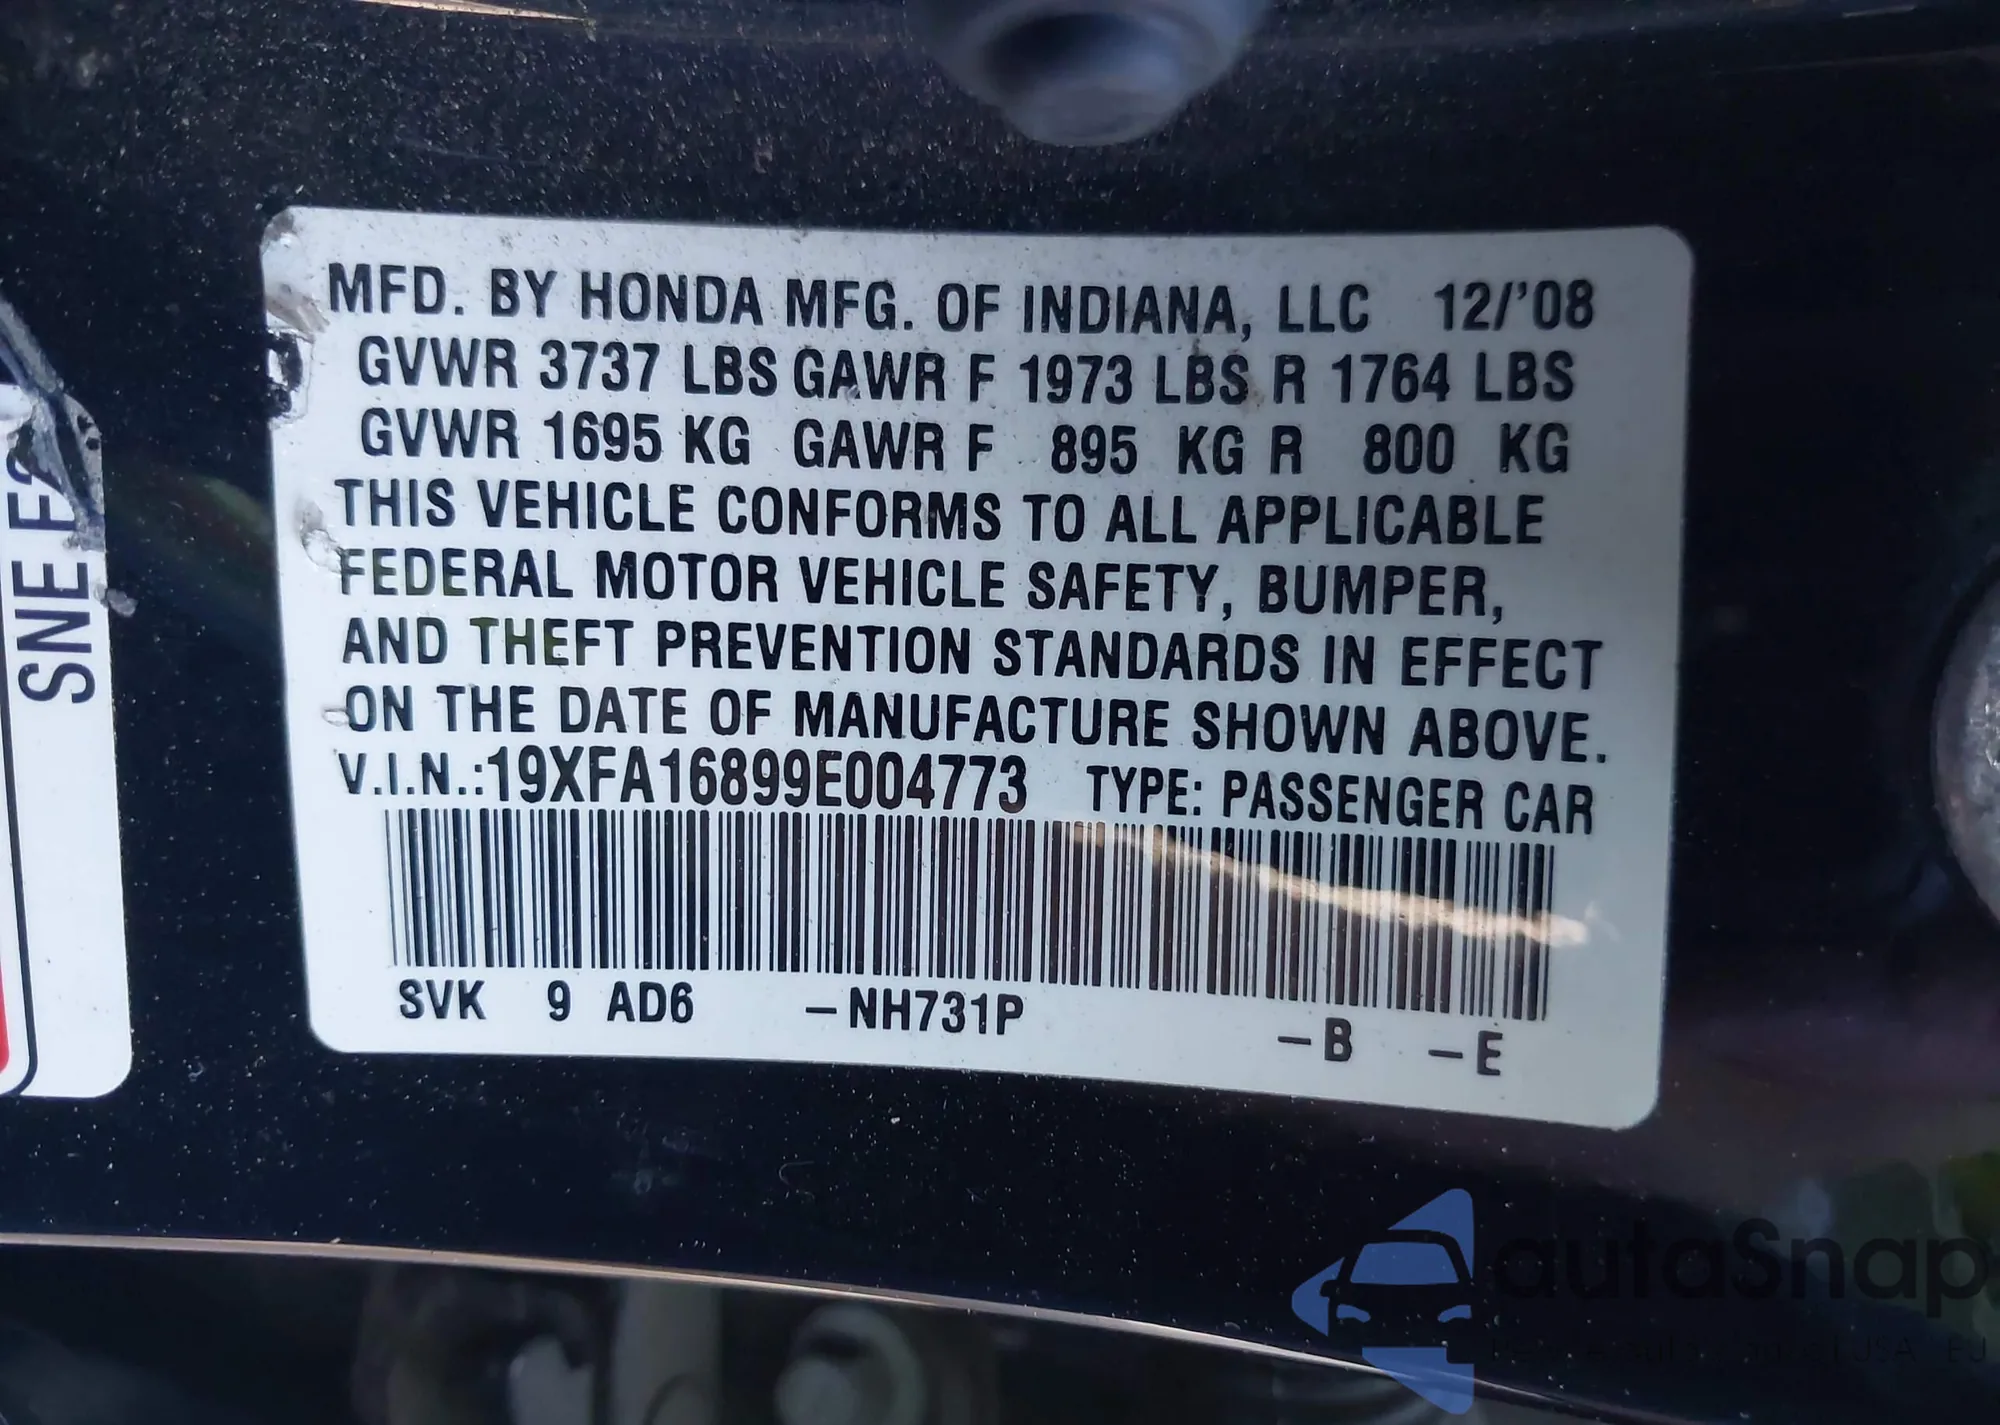 MFD. BY HONDA MFG. OF INDIANA, LLC 12/'08
GVWR 3737 LBS GAWR F 1973 LBS R 1764 LBS
GVWR 1695 KG GAWR F 895 KG R 800 KG
THIS VEHICLE CONFORMS TO ALL APPLICABLE
FEDERAL MOTOR VEHICLE SAFETY, BUMPER,
AND THEFT PREVENTION STANDARDS IN EFFECT
ON THE DATE OF MANUFACTURE SHOWN ABOVE.
V.I.N.:19XFA16899E004773 TYPE: PASSENGER CAR
SVK 9 AD6 –NH731P –B –E
SNE
autaSnap
USA
EU